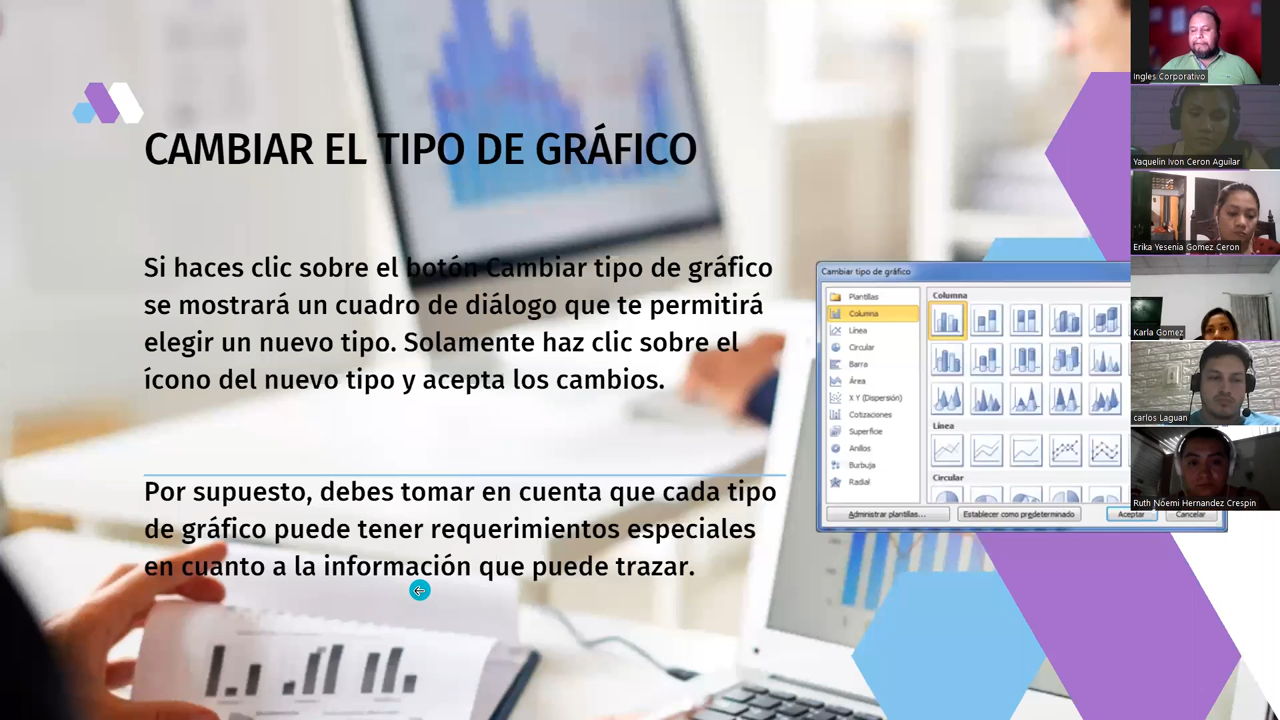 CAMBIAR EL TIPO DE GRÁFICO
Si haces clic sobre el botón Cambiar tipo de gráfico
se mostrará un cuadro de diálogo que te permitirá
elegir un nuevo tipo. Solamente haz clic sobre el
ícono del nuevo tipo y acepta los cambios.
Por supuesto, debes tomar en cuenta que cada tipo
de gráfico puede tener requerimientos especiales
en cuanto a la información que puede trazar.
Cambiar tipo de gráfico
Plantillas
Columna
Línea
Circular
Barra
Área
X Y (Dispersión)
Cotizaciones
Superficie
Anillos
Burbuja
Radial
Columna
Línea
Circular
Administrar plantillas...
Establecer como predeterminado
Aceptar
Cancelar
Ingles Corporativo
Yaquelin Ivon Ceron Aguilar
Erika Yesenia Gomez Ceron
Karla Gomez
carlos Laguan
Ruth Noemi Hernandez Crespin